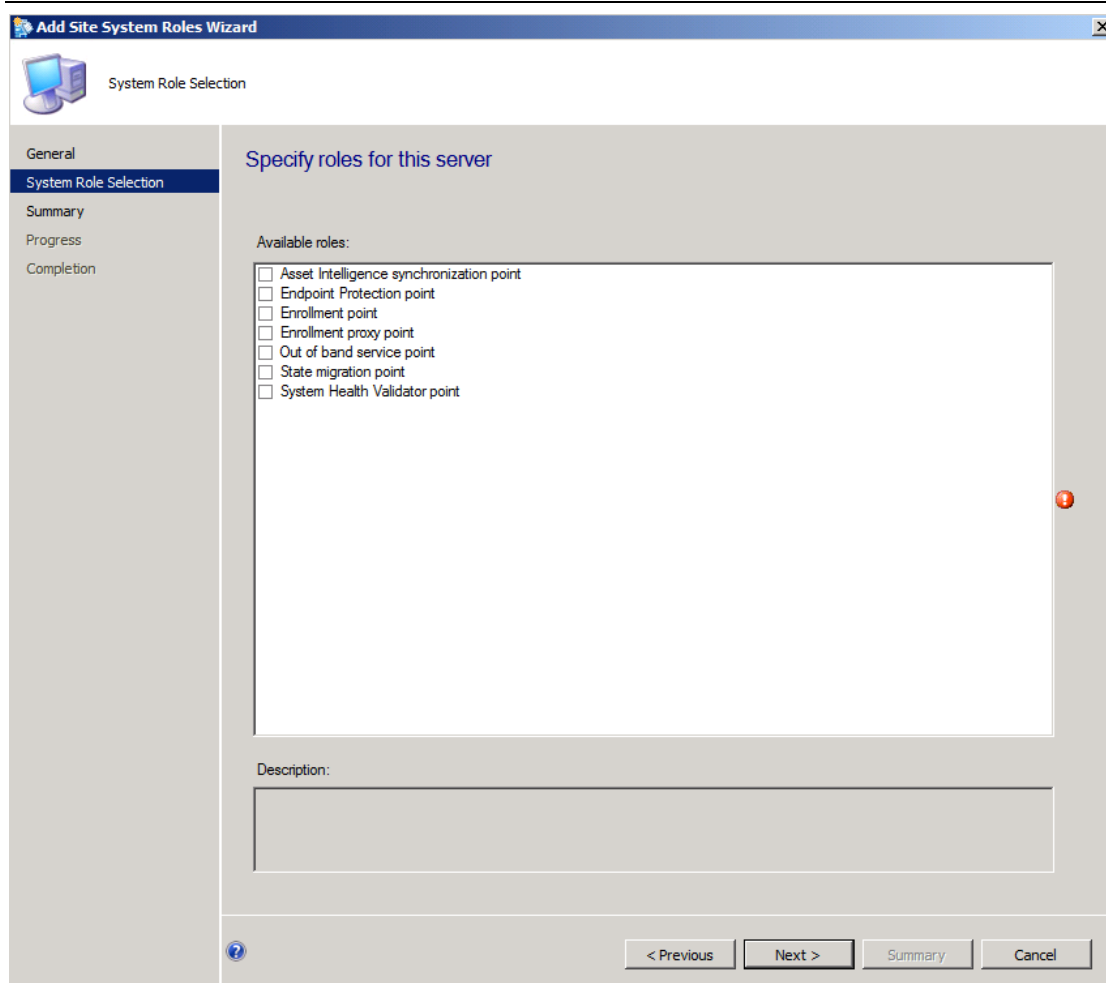 Add Site System Roles Wizard
System Role Selection
General
System Role Selection
Summary
Progress
Completion
Specify roles for this server
Available roles:
Asset Intelligence synchronization point
Endpoint Protection point
Enrollment point
Enrollment proxy point
Out of band service point
State migration point
System Health Validator point
Description:
< Previous
Next >
Summary
Cancel